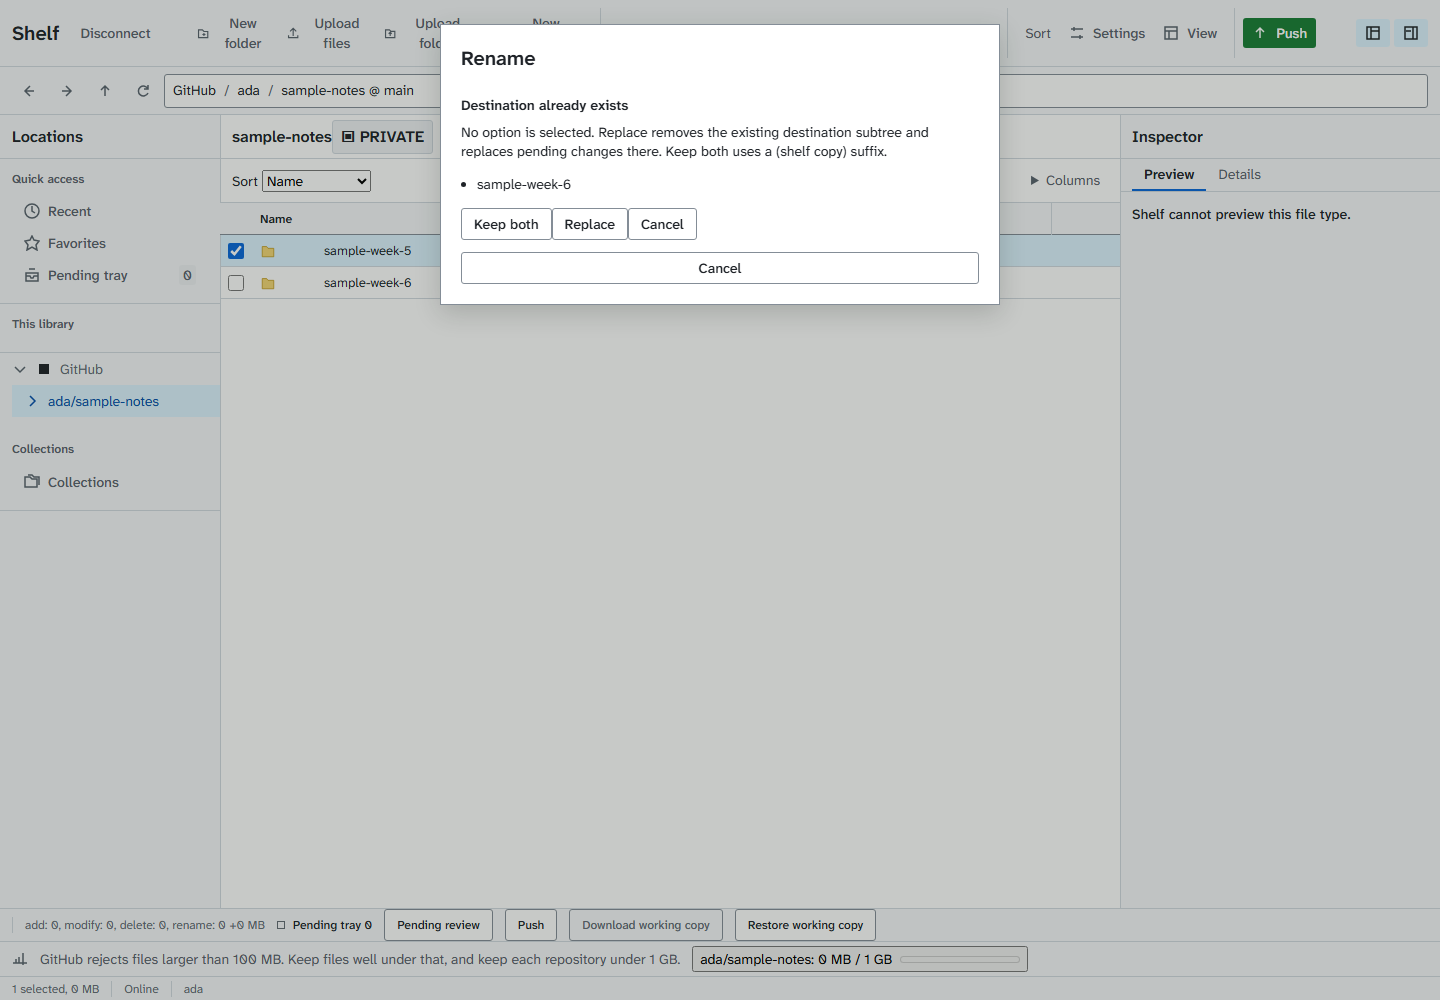 Shelf
Disconnect
New folder
Upload files
Sort
Settings
View
Push
GitHub / ada / sample-notes @ main
Locations
Quick access
Recent
Favorites
Pending tray 0
This library
GitHub
ada/sample-notes
Collections
Collections
sample-notes PRIVATE
Sort Name
Columns
Name
sample-week-5
sample-week-6
Rename
Destination already exists
No option is selected. Replace removes the existing destination subtree and
replaces pending changes there. Keep both uses a (shelf copy) suffix.
• sample-week-6
Keep both
Replace
Cancel
Cancel
Inspector
Preview
Details
Shelf cannot preview this file type.
add: 0, modify: 0, delete: 0, rename: 0 +0 MB
Pending tray 0
Pending review
Push
Download working copy
Restore working copy
GitHub rejects files larger than 100 MB. Keep files well under that, and keep each repository under 1 GB.
ada/sample-notes: 0 MB / 1 GB
1 selected, 0 MB
Online
ada